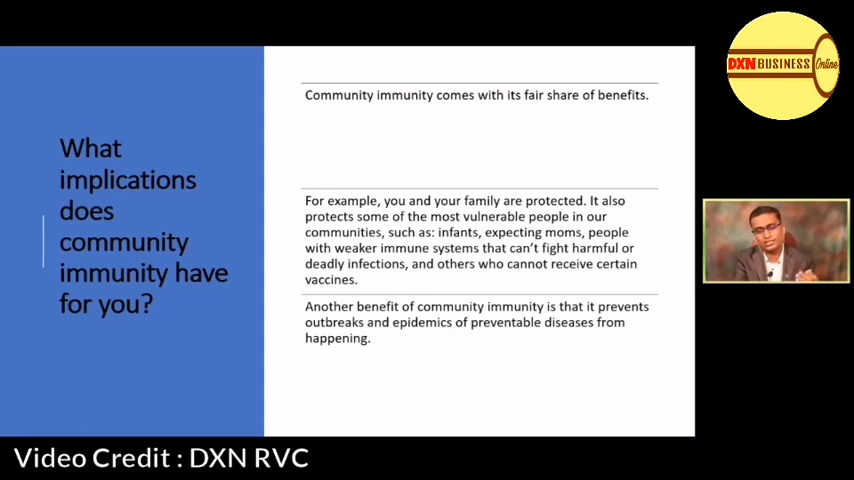 DXN BUSINESS Online
What
implications
does
community
immunity have
for you?
Community immunity comes with its fair share of benefits.
For example, you and your family are protected. It also
protects some of the most vulnerable people in our
communities, such as: infants, expecting moms, people
with weaker immune systems that can't fight harmful or
deadly infections, and others who cannot receive certain
vaccines.
Another benefit of community immunity is that it prevents
outbreaks and epidemics of preventable diseases from
happening.
Video Credit : DXN RVC